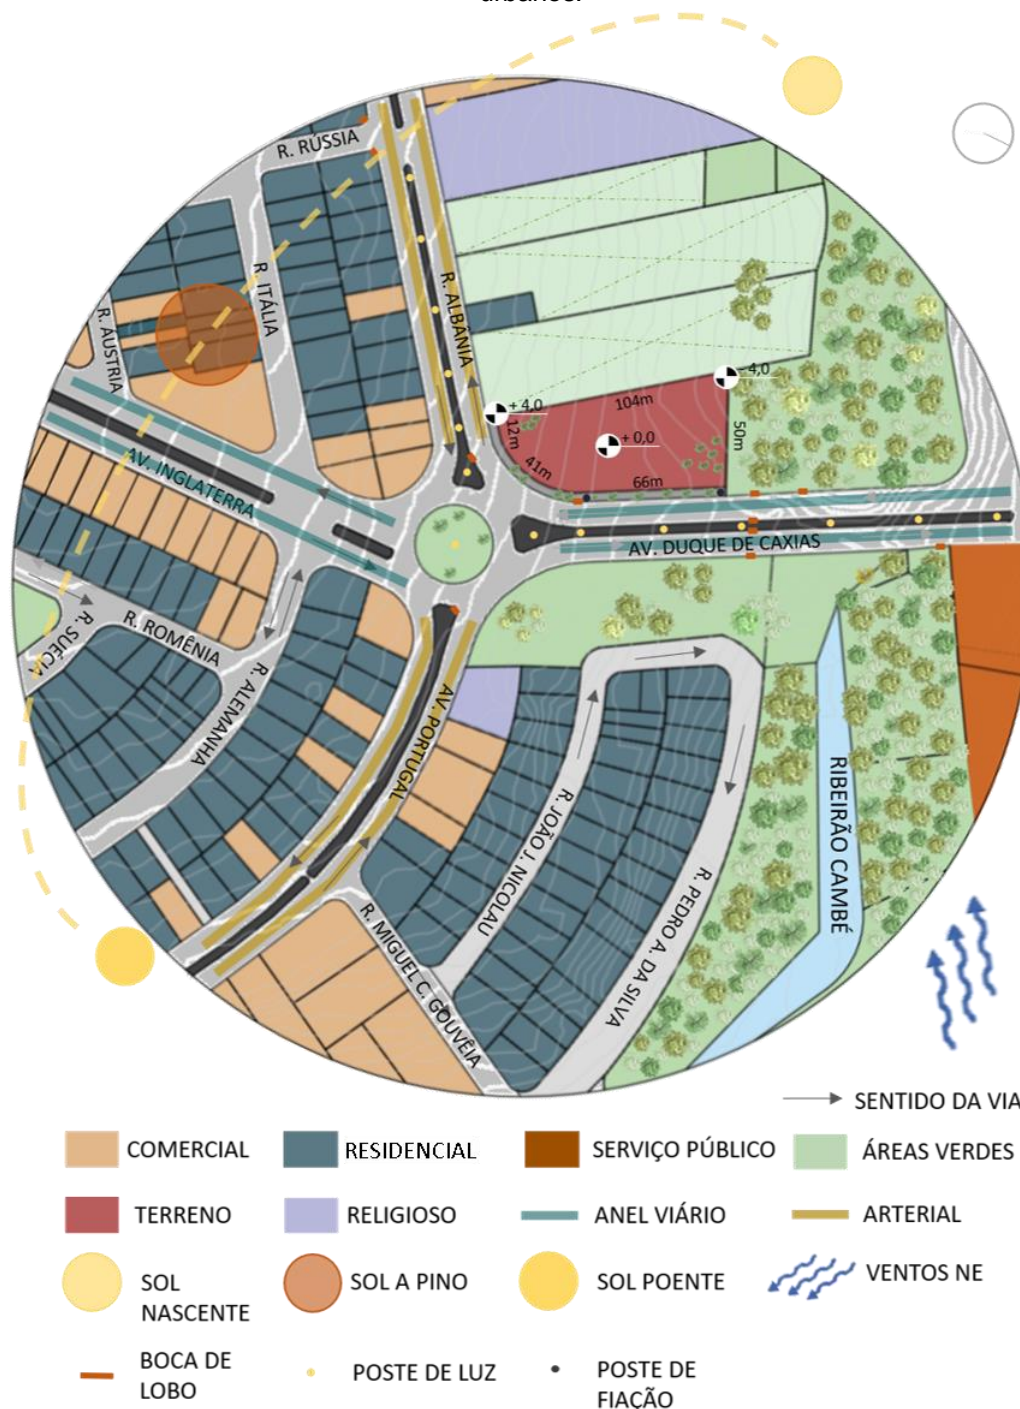 urbanos.
R. RÚSSIA
R. ITÁLIA
R. ALBÂNIA
R. ÁUSTRIA
+ 4,0
- 4,0
104m
12m
+ 0,0
50m
41m
66m
AV. INGLATERRA
AV. DUQUE DE CAXIAS
R. SUÉCIA
R. ROMÊNIA
R. ALEMANHA
AV. PORTUGAL
R. JOÃO J. NICOLAU
R. PEDRO A. DA SILVA
R. MIGUEL C. GOUVÊIA
RIBEIRÃO CAMBÉ
SENTIDO DA VIA
COMERCIAL
RESIDENCIAL
SERVIÇO PÚBLICO
ÁREAS VERDES
TERRENO
RELIGIOSO
ANEL VIÁRIO
ARTERIAL
SOL
NASCENTE
SOL A PINO
SOL POENTE
VENTOS NE
BOCA DE
LOBO
POSTE DE LUZ
POSTE DE
FIAÇÃO